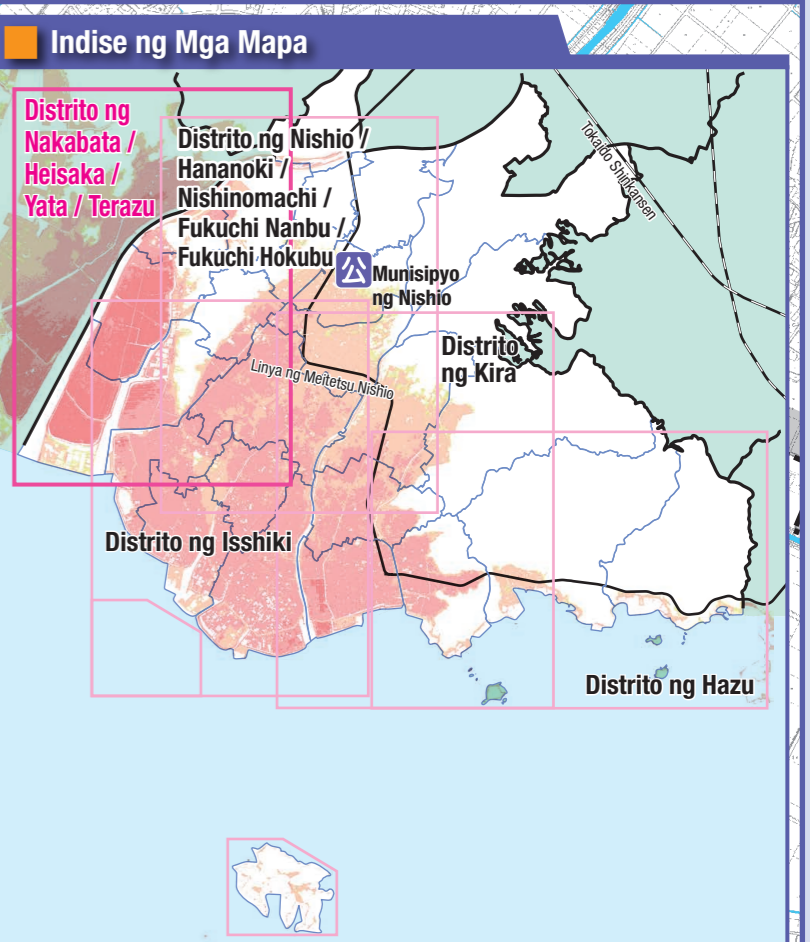 Indise ng Mga Mapa
Distrito ng
Nakabata /
Heisaka /
Yata / Terazu
Distrito ng Nishio /
Hananoki /
Nishinomachi /
Fukuchi Nanbu /
Fukuchi Hokubu
公
Munisipyo
ng Nishio
Tokaido Shinkansen
Distrito
ng Kira
Linya ng Meitetsu Nishio
Distrito ng Isshiki
Distrito ng Hazu